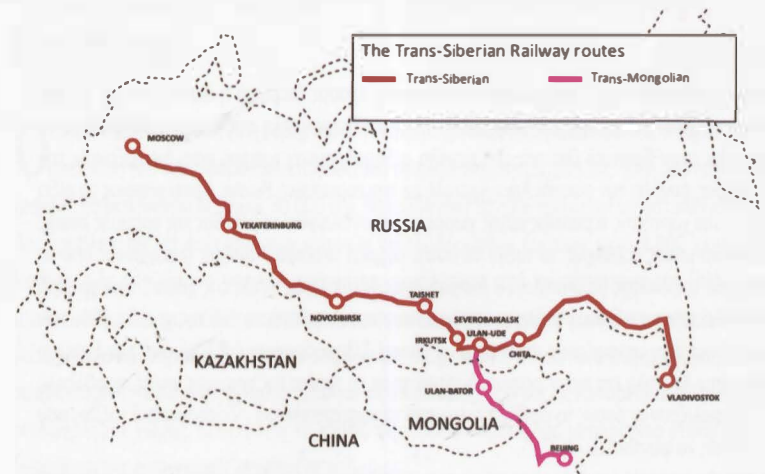 The Trans-Siberian Railway routes
Trans-Siberian
Trans-Mongolian
MOSCOW
YEKATERINBURG
RUSSIA
NOVOSIBIRSK
TAISHET
SEVEROBAIKALSK
IRKUTSK
ULAN-UDE
CHITA
KAZAKHSTAN
ULAN-BATOR
VLADIVOSTOK
MONGOLIA
CHINA
BEIJING